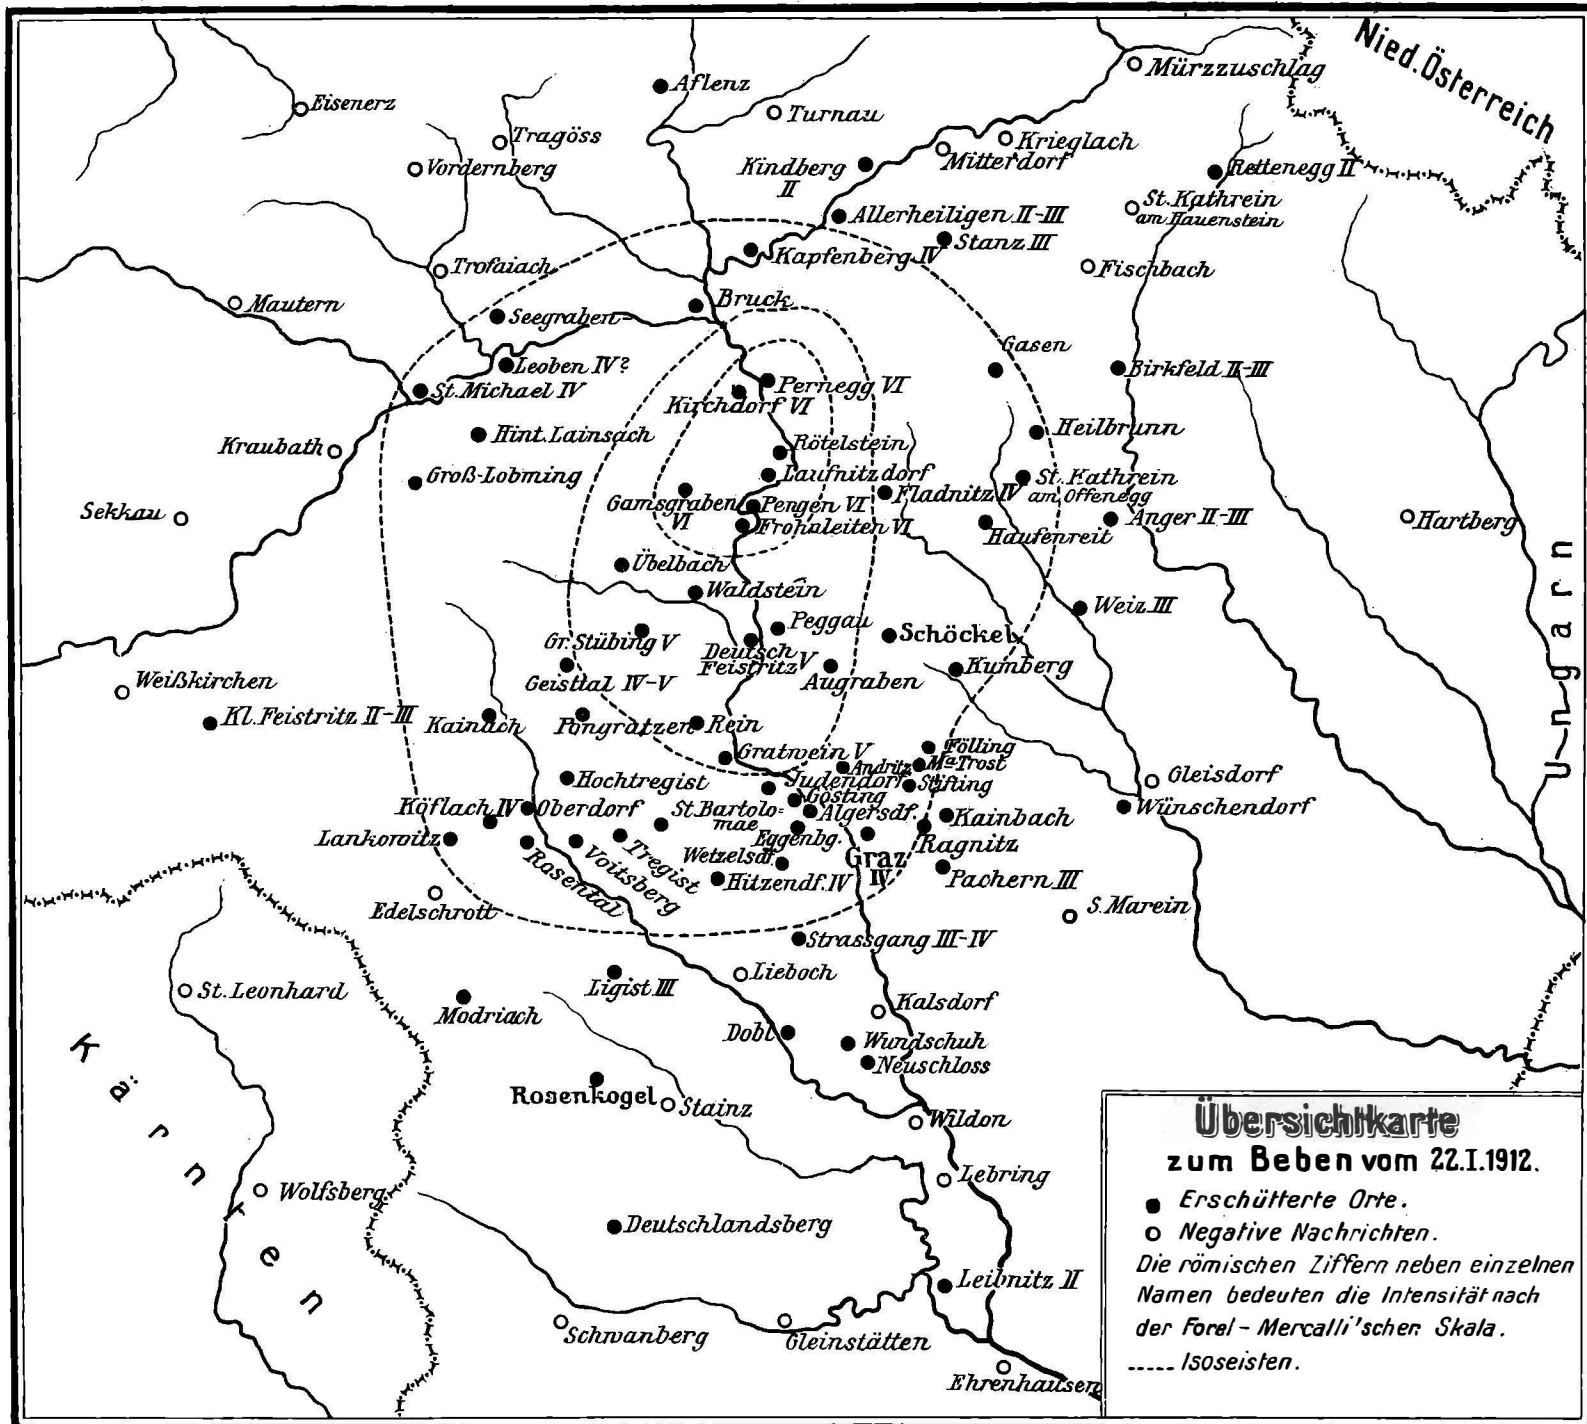 Nied. Österreich
Mürzzuschlag
Aflenz
Eisenerz
Turnau
Tragöss
Krieglach
Mitterdorf
Vordernberg
Kindberg
II
Rettenegg II
St. Kathrein
am Hauenstein
Allerheiligen II-III
Stanz III
Kapfenberg IV
Trofaiach
Fischbach
Mautern
Bruck
Seegraben
Gasen
Leoben IV?
Birkfeld II-III
St. Michael IV
Pernegg VI
Kirchdorf VI
Hint. Lainsach
Heilbrunn
Kraubath
Rötelstein
Groß-Lobming
Laufnitzdorf
St. Kathrein
am Offenegg
Fladnitz IV
Gamsgraben
VI
Pengen VI
Sekkau
Frohnleiten VI
Haufenreit
Anger II-III
Hartberg
Übelbach
Waldstein
Ungarn
Weiz III
Peggau
Schöckel
Gr. Stübing V
Deutsch
Feistritz V
Kumberg
Geisttal IV-V
Augraben
Weißkirchen
Kl. Feistritz II-III
Kainach
Pongratzen
Rein
Gratwein V
Fölling
Andritz
Ma Trost
Hochtregist
Judendorf
Stifting
Gleisdorf
Gösting
Köflach IV
Oberdorf
St. Bartolo=
mae
Algersdf.
Kainbach
Wünschendorf
Lankowitz
Eggenbg.
Ragnitz
Rasental
Voitsberg
Tregist
Wetzelsdf.
Graz
IV
Hitzendf. IV
Pachern III
Edelschrott
S. Marein
Strassgang III-IV
Lieboch
St. Leonhard
Ligist III
Modriach
Kalsdorf
Dobl
Wundschuh
Neuschloss
Kärnten
Rosenkogel
Stainz
Wildon
Lebring
Wolfsberg
Deutschlandsberg
Leibnitz II
Schwanberg
Gleinstätten
Ehrenhausen
Übersichtkarte
zum Beben vom 22.I.1912.
Erschütterte Orte.
Negative Nachrichten.
Die römischen Ziffern neben einzelnen
Namen bedeuten die Intensität nach
der Forel-Mercalli'schen Skala.
----- Isoseisten.